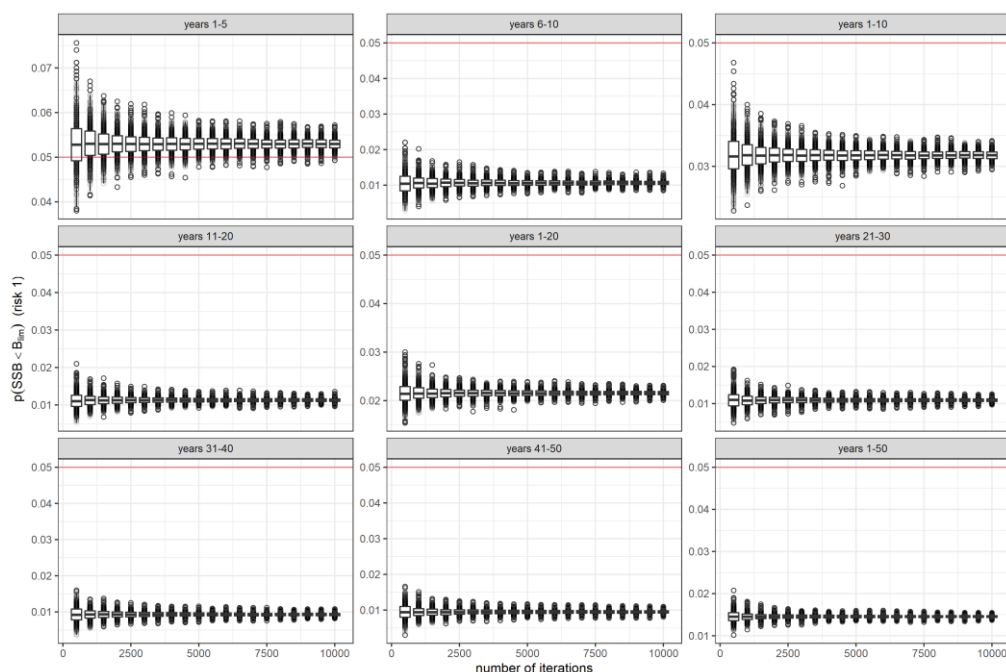 years 1-5
years 6-10
years 1-10
0.07
0.06
0.05
0.04
0.05
0.04
0.03
0.02
0.01
0.05
0.04
0.03
years 11-20
years 1-20
years 21-30
0.05
0.04
0.03
0.02
0.01
0.05
0.04
0.03
0.02
0.05
0.04
0.03
0.02
0.01
years 31-40
years 41-50
years 1-50
0.05
0.04
0.03
0.02
0.01
0.05
0.04
0.03
0.02
0.01
0.05
0.04
0.03
0.02
0.01
0 2500 5000 7500 10000
0 2500 5000 7500 10000
0 2500 5000 7500 10000
p(SSB < Blim) (risk 1)
number of iterations